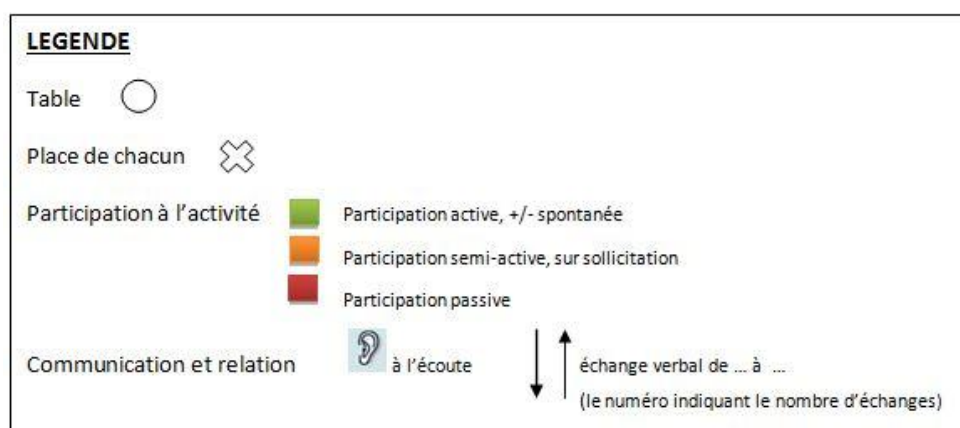 LEGENDE
Table
Place de chacun
Participation à l'activité
Participation active, +/- spontanée
Participation semi-active, sur sollicitation
Participation passive
Communication et relation
à l'écoute
échange verbal de ... à ...
(le numéro indiquant le nombre d'échanges)